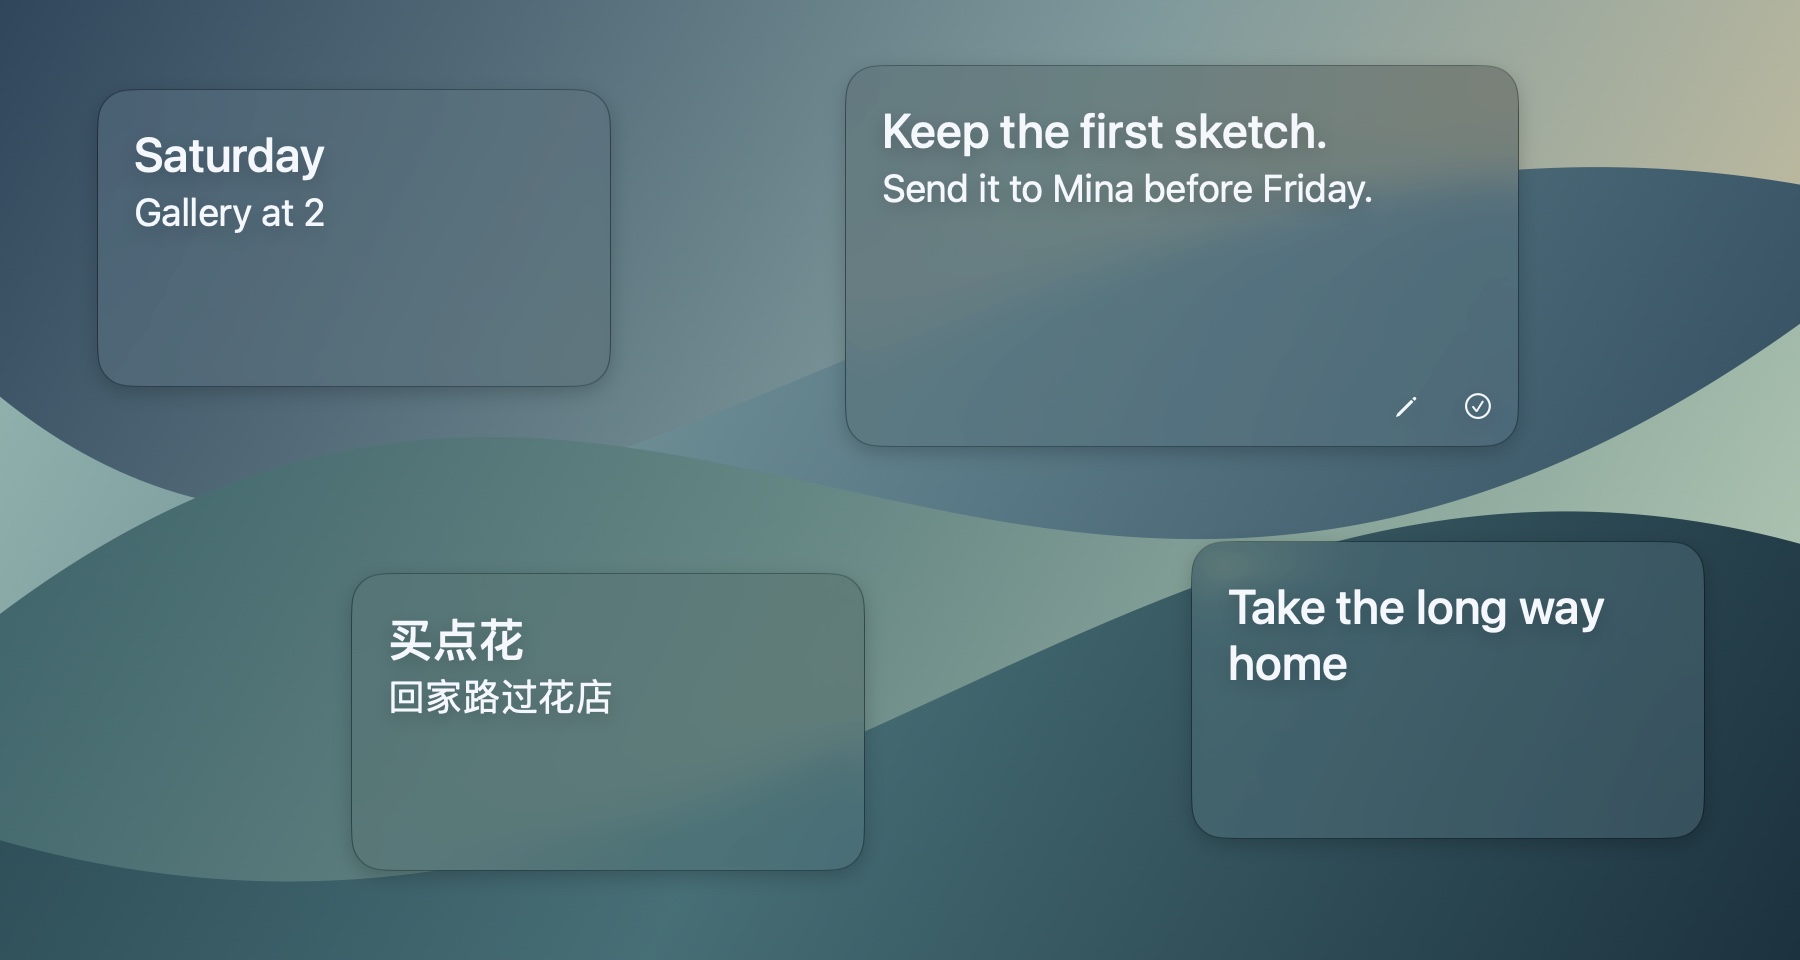 Saturday
Gallery at 2
Keep the first sketch.
Send it to Mina before Friday.
买点花
回家路过花店
Take the long way
home